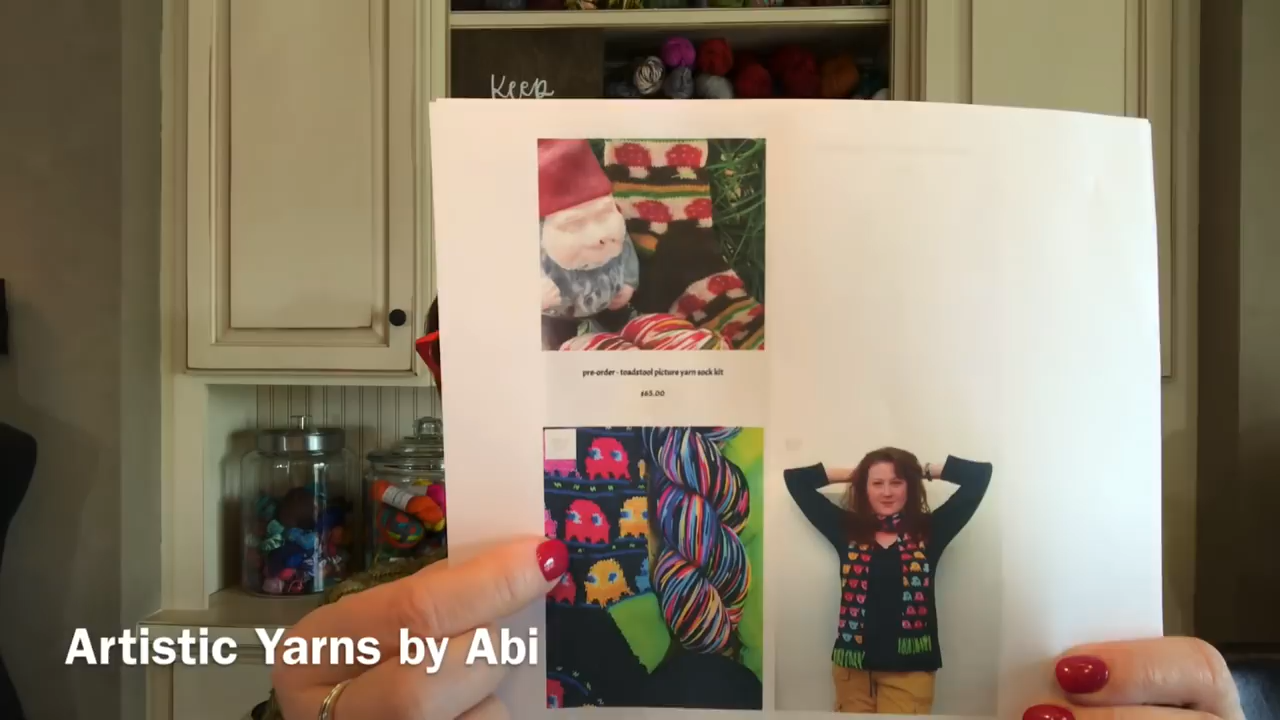 Keep
pre-order - toadstool picture yarn sock kit
$65.00
Artistic Yarns by Abi